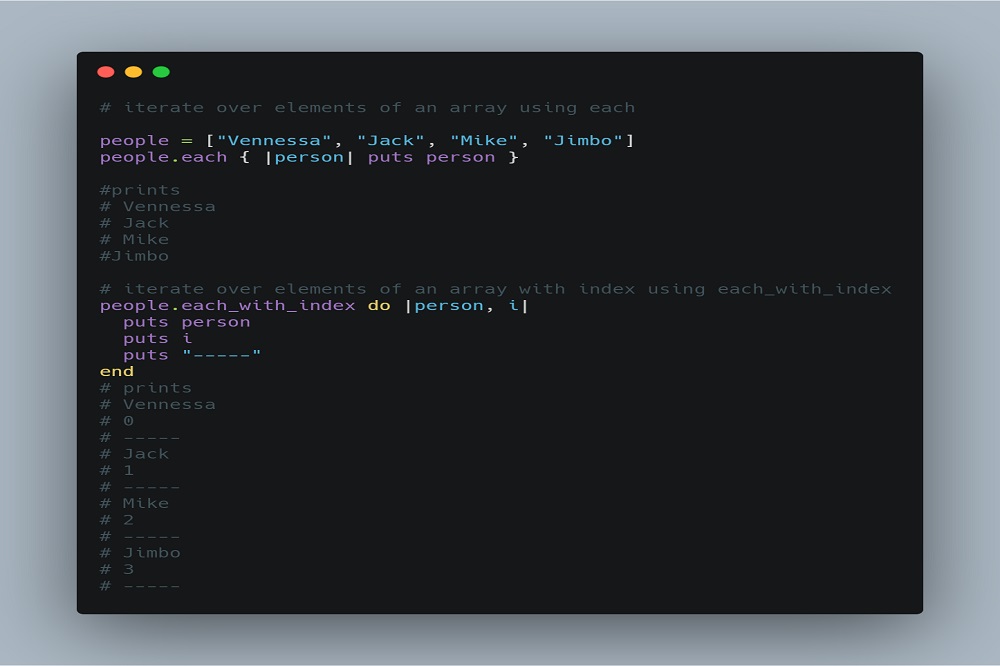 # iterate over elements of an array using each
people = ["Vennessa", "Jack", "Mike", "Jimbo"]
people.each { |person| puts person }
#prints
# Vennessa
# Jack
# Mike
#Jimbo
# iterate over elements of an array with index using each_with_index
people.each_with_index do |person, i|
  puts person
  puts i
  puts "-----"
end
# prints
# Vennessa
# 0
# -----
# Jack
# 1
# -----
# Mike
# 2
# -----
# Jimbo
# 3
# -----